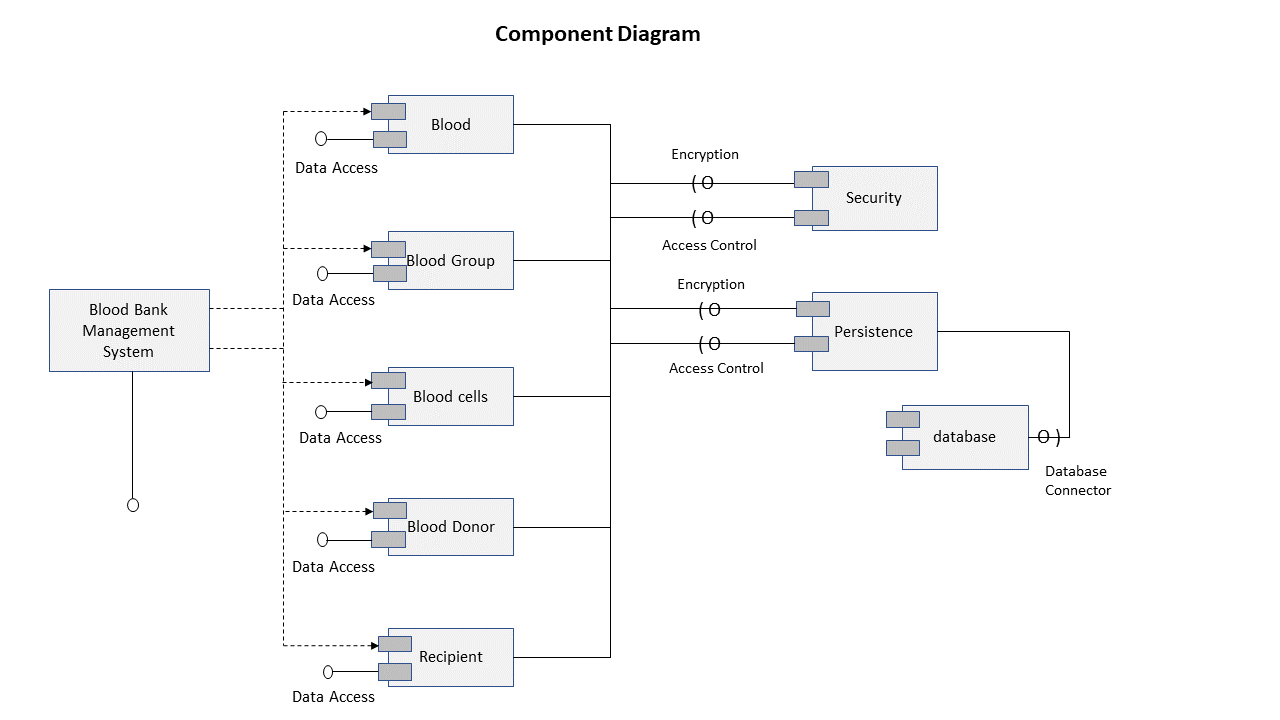 Component Diagram
Blood
Data Access
Encryption
Security
Access Control
Blood Group
Data Access
Encryption
Blood Bank
Management
System
Persistence
Access Control
Blood cells
Data Access
database
Database
Connector
Blood Donor
Data Access
Recipient
Data Access